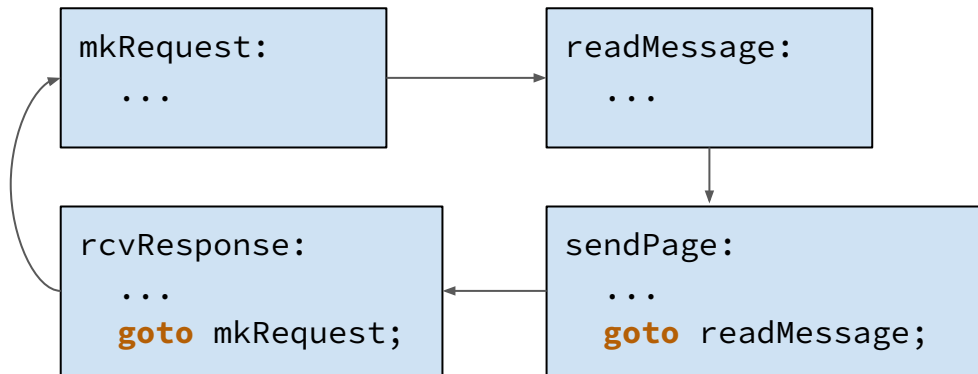 mkRequest:
...
readMessage:
...
rcvResponse:
...
goto mkRequest;
sendPage:
...
goto readMessage;